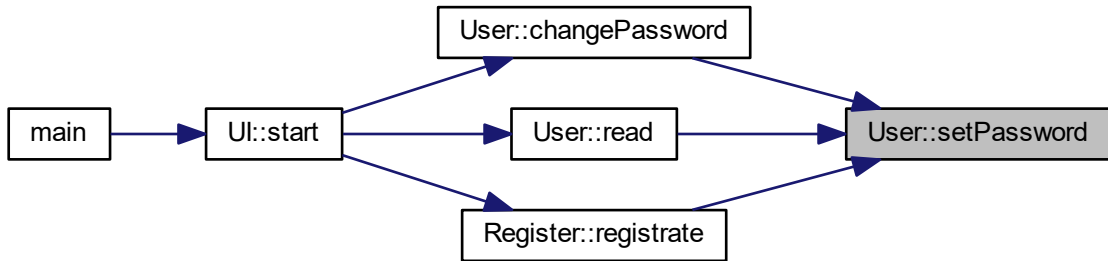 User::changePassword
main
UI::start
User::read
User::setPassword
Register::registrate